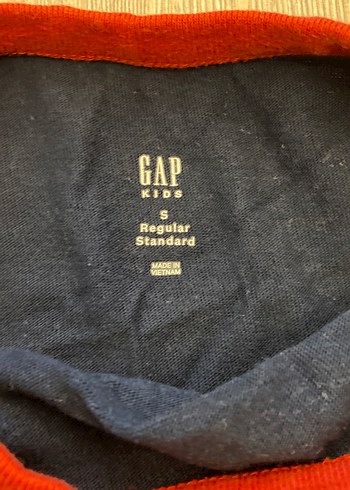 GAP
KIDS
S
Regular
Standard
MADE IN
VIETNAM